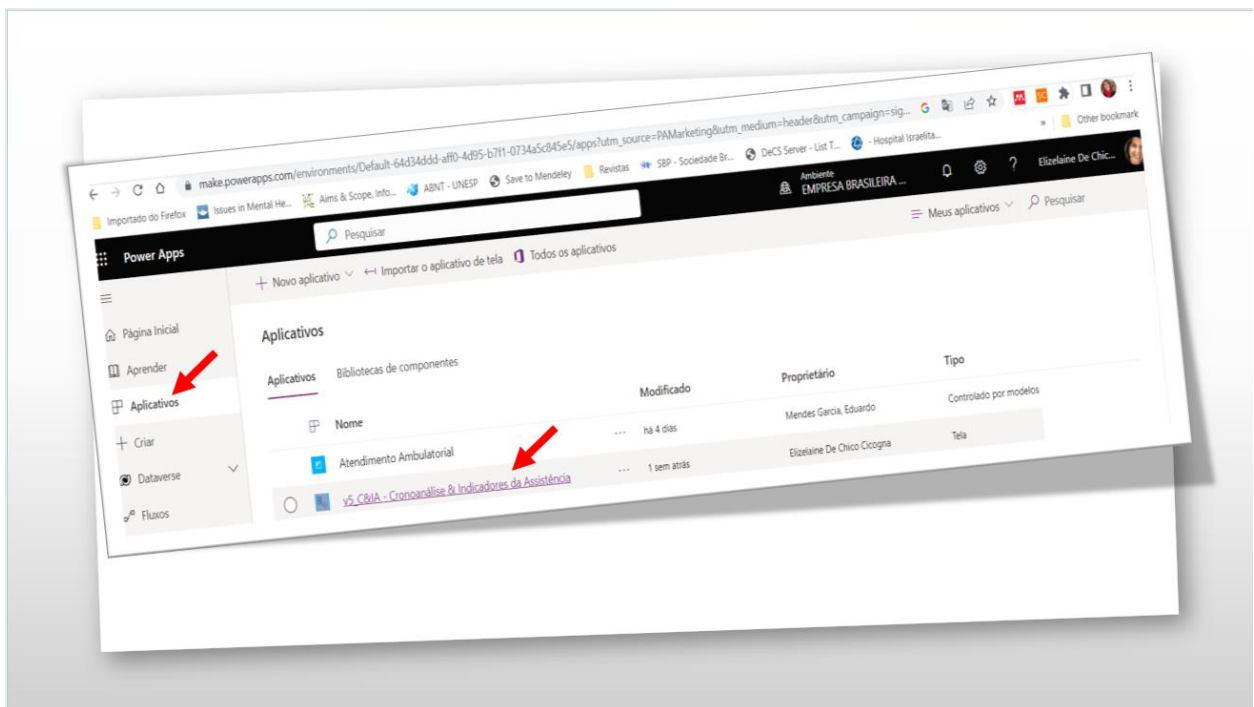 make.powerapps.com/environments/Default-64d34ddd-aff0-4d95-b7f1-0734a5c845e5/apps?utm_source=PAMarketing&utm_medium=header&utm_campaign=sig...
Importado do Firefox Issues in Mental He... Aims & Scope, Info... ABNT - UNESP Save to Mendeley Revistas SBP - Sociedade Br... DeCS Server - List T... - Hospital Israelita... » Other bookmark
Power Apps Pesquisar Ambiente
EMPRESA BRASILEIRA ... ? Elizelaine De Chic...
+ Novo aplicativo Importar o aplicativo de tela Todos os aplicativos Meus aplicativos Pesquisar
Página Inicial
Aprender
Aplicativos
+ Criar
Dataverse
Fluxos
Aplicativos
Aplicativos Bibliotecas de componentes
Nome Modificado Proprietário Tipo
Atendimento Ambulatorial ... há 4 dias Mendes Garcia, Eduardo Controlado por modelos
v5_C&IA - Cronoanálise & Indicadores da Assistência ... 1 sem atrás Elizelaine De Chico Cicogna Tela